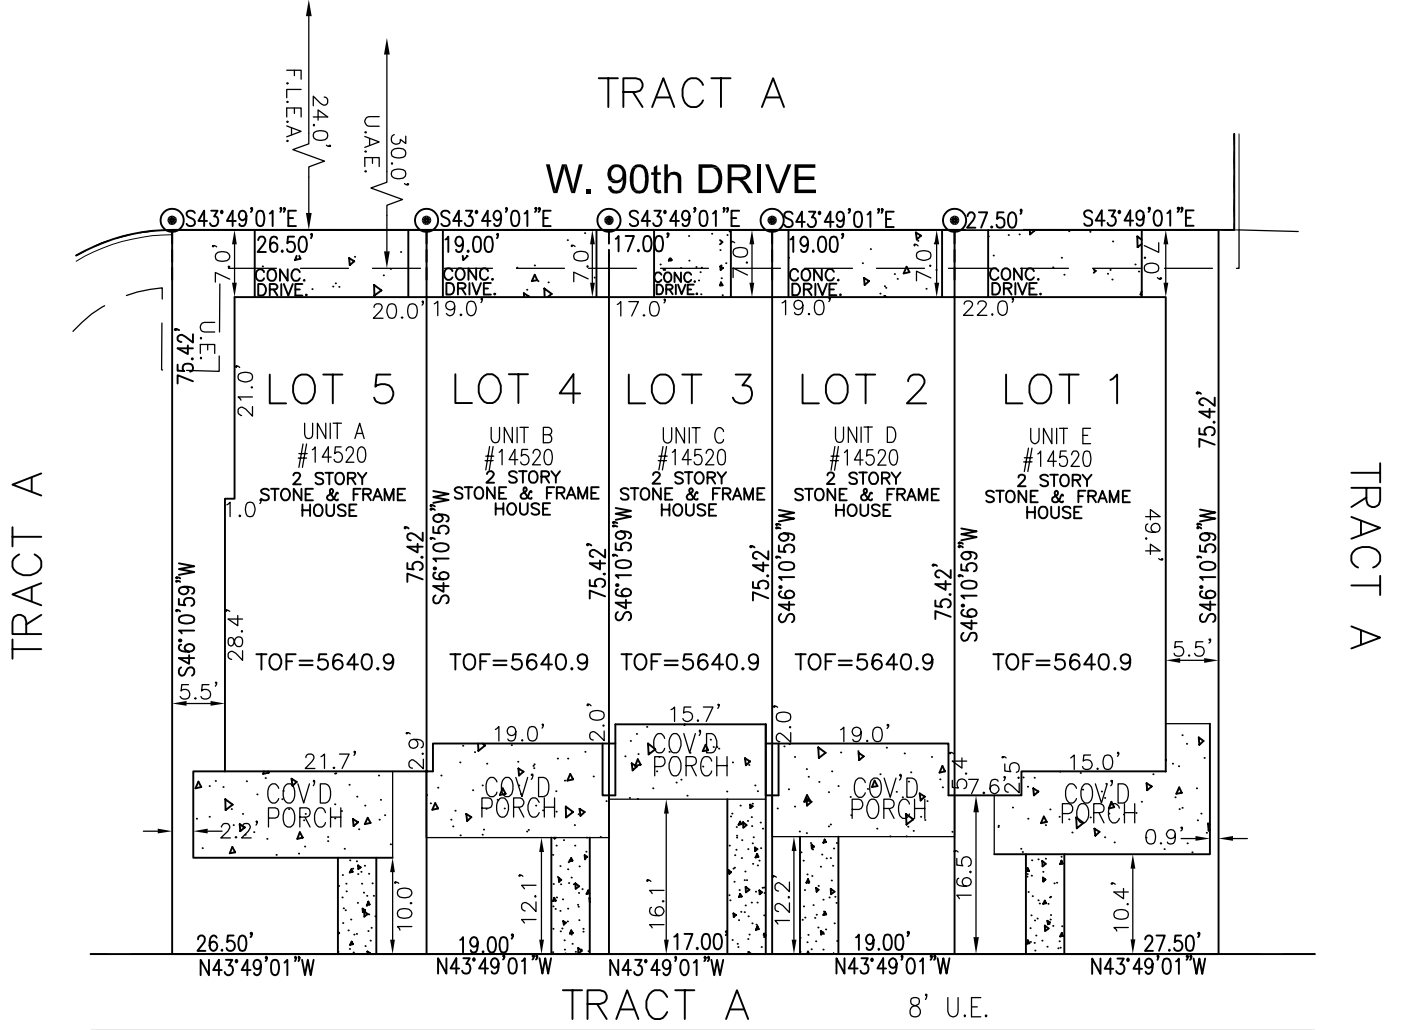 TRACT A
24.0'
F.L.E.A.
30.0'
U.A.E.
W. 90th DRIVE
S43°49'01"E
S43°49'01"E
S43°49'01"E
S43°49'01"E
27.50'
S43°49'01"E
26.50'
19.00'
17.00'
19.00'
7.0'
7.0'
7.0'
7.0'
7.0'
CONC.
DRIVE.
CONC.
DRIVE.
CONC.
DRIVE.
CONC.
DRIVE.
CONC.
DRIVE.
20.0'
19.0'
17.0'
19.0'
22.0'
U.E.
75.42'
21.0'
LOT 5
UNIT A
#14520
2 STORY
STONE & FRAME
HOUSE
LOT 4
UNIT B
#14520
2 STORY
STONE & FRAME
HOUSE
LOT 3
UNIT C
#14520
2 STORY
STONE & FRAME
HOUSE
LOT 2
UNIT D
#14520
2 STORY
STONE & FRAME
HOUSE
LOT 1
UNIT E
#14520
2 STORY
STONE & FRAME
HOUSE
75.42'
TRACT A
TRACT A
1.0'
49.4'
75.42'
S46°10'59"W
75.42'
S46°10'59"W
75.42'
S46°10'59"W
75.42'
S46°10'59"W
S46°10'59"W
S46°10'59"W
28.4'
TOF=5640.9
TOF=5640.9
TOF=5640.9
TOF=5640.9
TOF=5640.9
5.5'
5.5'
21.7'
2.9'
19.0'
2.0'
15.7'
2.0'
19.0'
5.4'
7.6'
2.5'
15.0'
COV'D
PORCH
COV'D
PORCH
COV'D
PORCH
COV'D
PORCH
COV'D
PORCH
2.2'
0.9'
10.0'
12.1'
16.1'
12.2'
16.5'
10.4'
26.50'
19.00'
17.00'
19.00'
27.50'
N43°49'01"W
N43°49'01"W
N43°49'01"W
N43°49'01"W
N43°49'01"W
TRACT A
8' U.E.